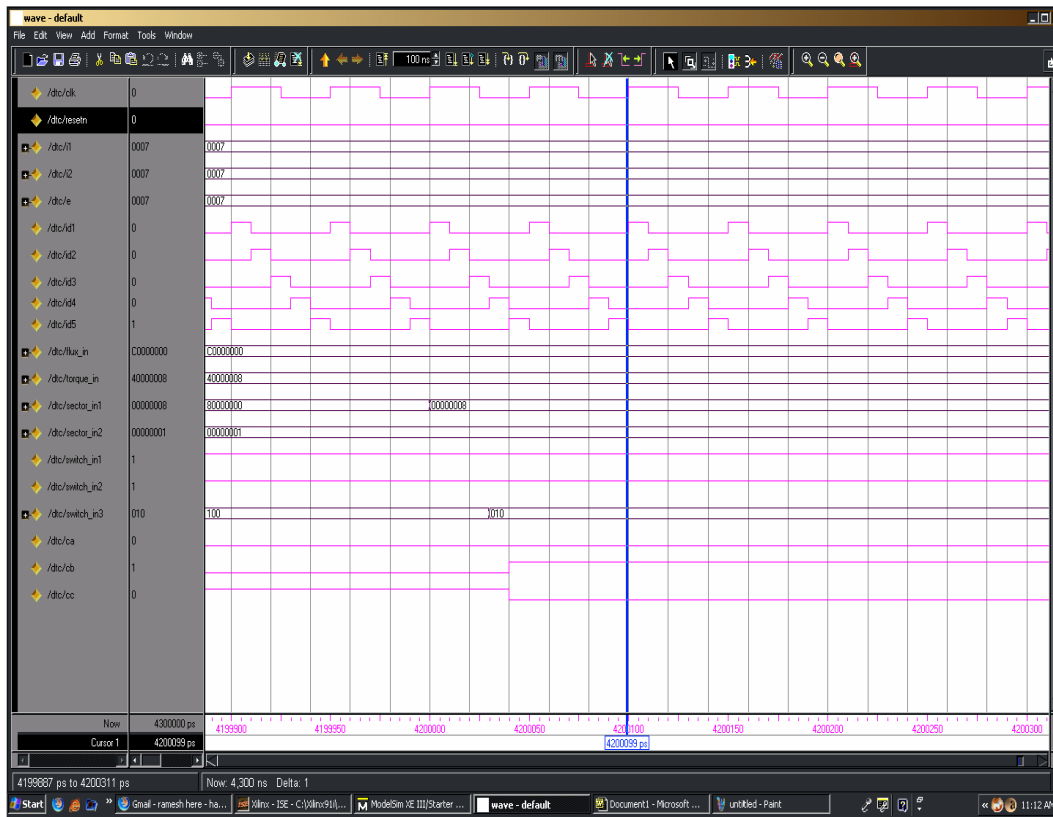 wave - default
File Edit View Add Format Tools Window
100 ns
/dtc/clk 0
/dtc/resetn 0
/dtc/i1 0007 0007
/dtc/i2 0007 0007
/dtc/e 0007 0007
/dtc/id1 0
/dtc/id2 0
/dtc/id3 0
/dtc/id4 0
/dtc/id5 1
/dtc/flux_in C0000000 C0000000
/dtc/torque_in 40000008 40000008
/dtc/sector_in1 00000008 80000000 00000008
/dtc/sector_in2 00000001 00000001
/dtc/switch_in1 1
/dtc/switch_in2 1
/dtc/switch_in3 010 100 010
/dtc/ca 0
/dtc/cb 1
/dtc/cc 0
Now 4300000 ps 4199900 4199950 4200000 4200050 4200100 4200150 4200200 4200250 4200300
Cursor 1 4200099 ps 4200099 ps
4199887 ps to 4200311 ps Now: 4,300 ns Delta: 1
Start Gmail - ramesh here - ha... Xilinx - ISE - C:\Xilinx91i\... ModelSim XE III/Starter ... wave - default Document1 - Microsoft ... untitled - Paint 11:12 AM